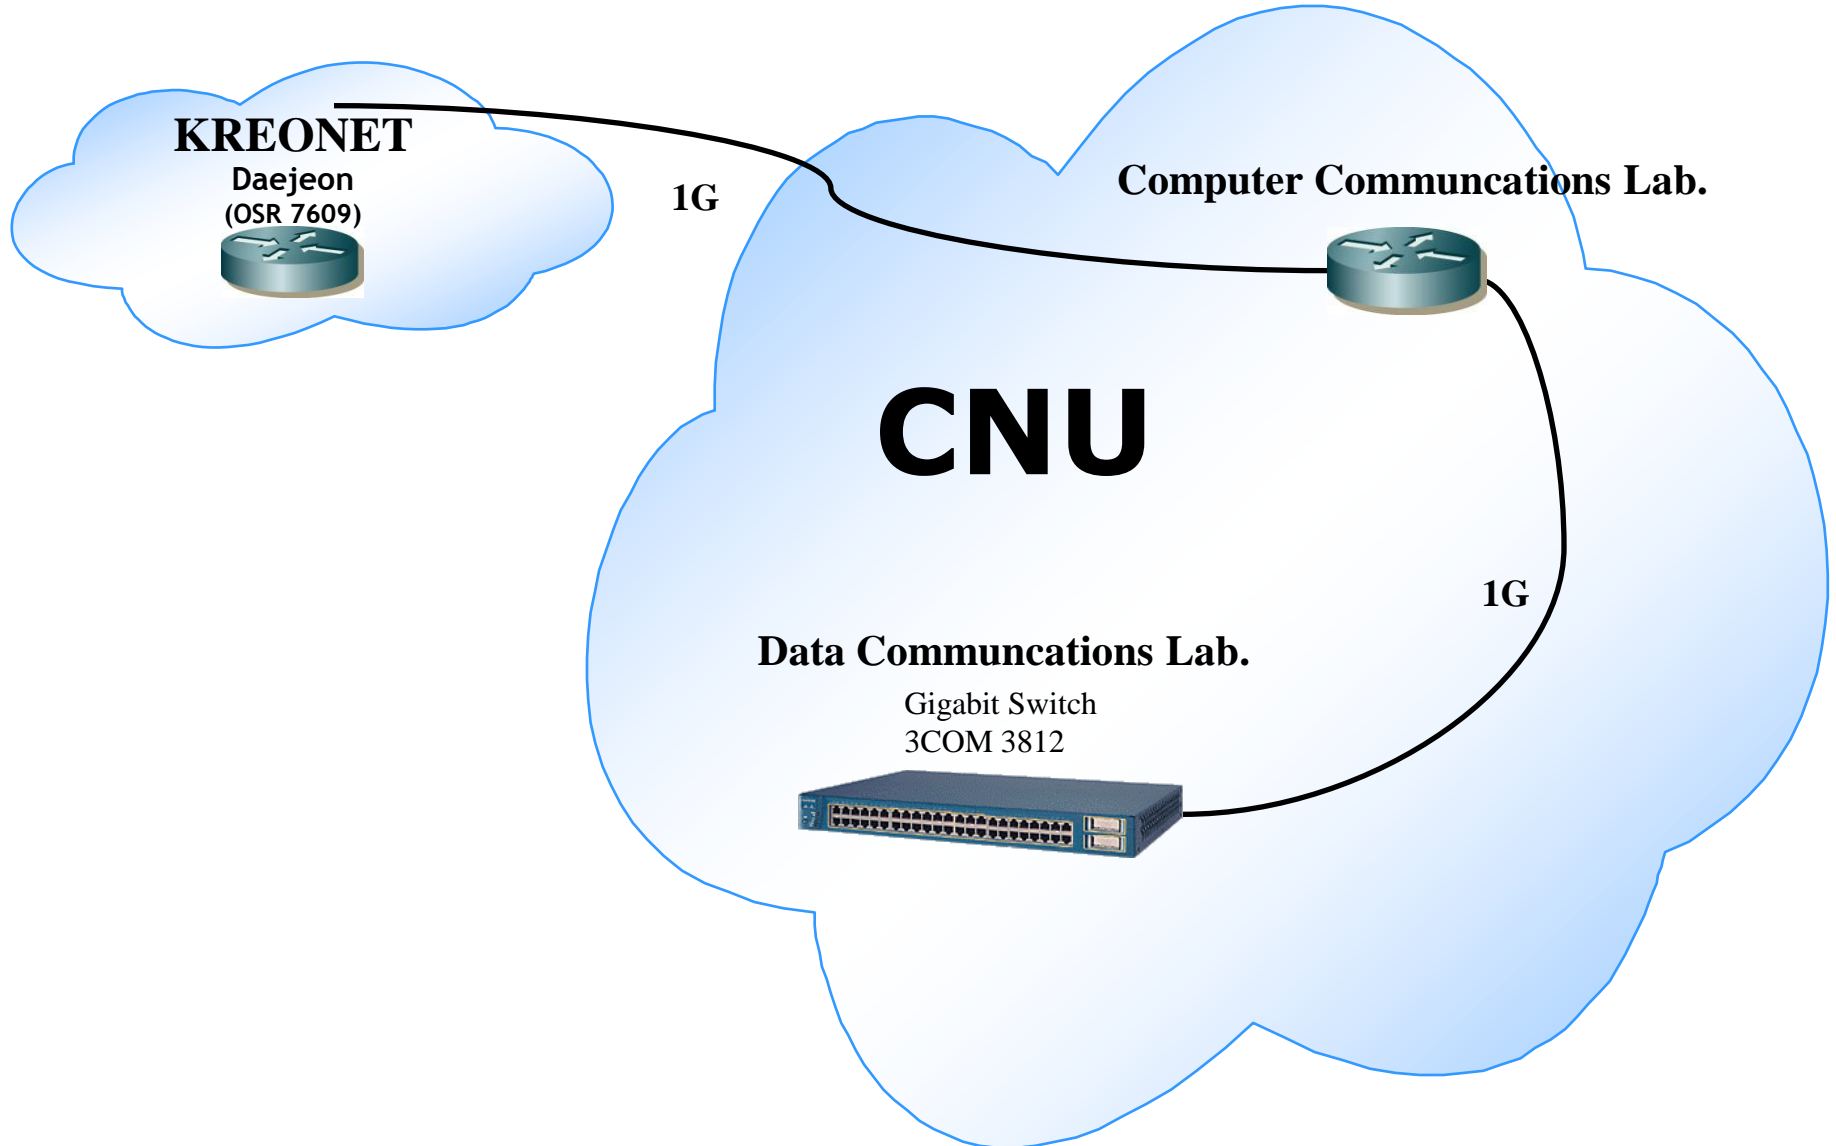 KREONET
Daejeon
(OSR 7609)
1G
Computer Communcations Lab.
CNU
1G
Data Communcations Lab.
Gigabit Switch
3COM 3812